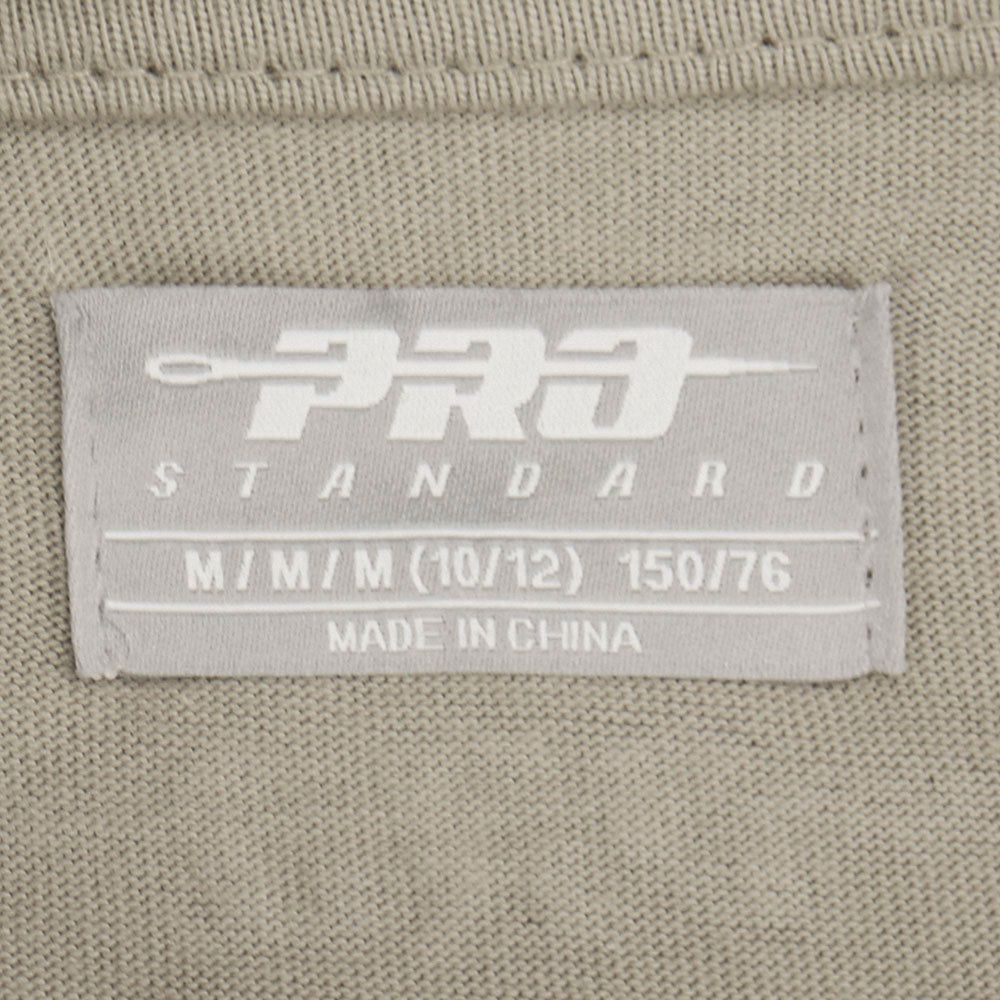 PRO
STANDARD
M/M/M (10/12) 150/76
MADE IN CHINA